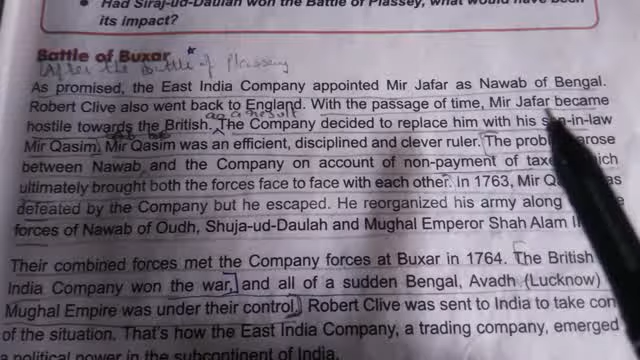 Had Siraj-ud-Daulah won the Battle of Plassey, what would have been
its impact?
Battle of Buxar *
After the Battle of Plassey
As promised, the East India Company appointed Mir Jafar as Nawab of Bengal.
Robert Clive also went back to England. With the passage of time, Mir Jafar became
as a result
hostile towards the British. The Company decided to replace him with his in-law
Mir Qasim. Mir Qasim was an efficient, disciplined and clever ruler. The arose
between Nawab and the Company on account of non-payment of which
ultimately brought both the forces face to face with each other. In 1763, Mir
defeated by the Company but he escaped. He reorganized his army along
forces of Nawab of Oudh, Shuja-ud-Daulah and Mughal Emperor Shah Alam
Their combined forces met the Company forces at Buxar in 1764. The British
India Company won the war, and all of a sudden Bengal, Avadh (Lucknow)
Mughal Empire was under their control. Robert Clive was sent to India to take
of the situation. That's how the East India Company, a trading company, emerged
a political power in the subcontinent of India.